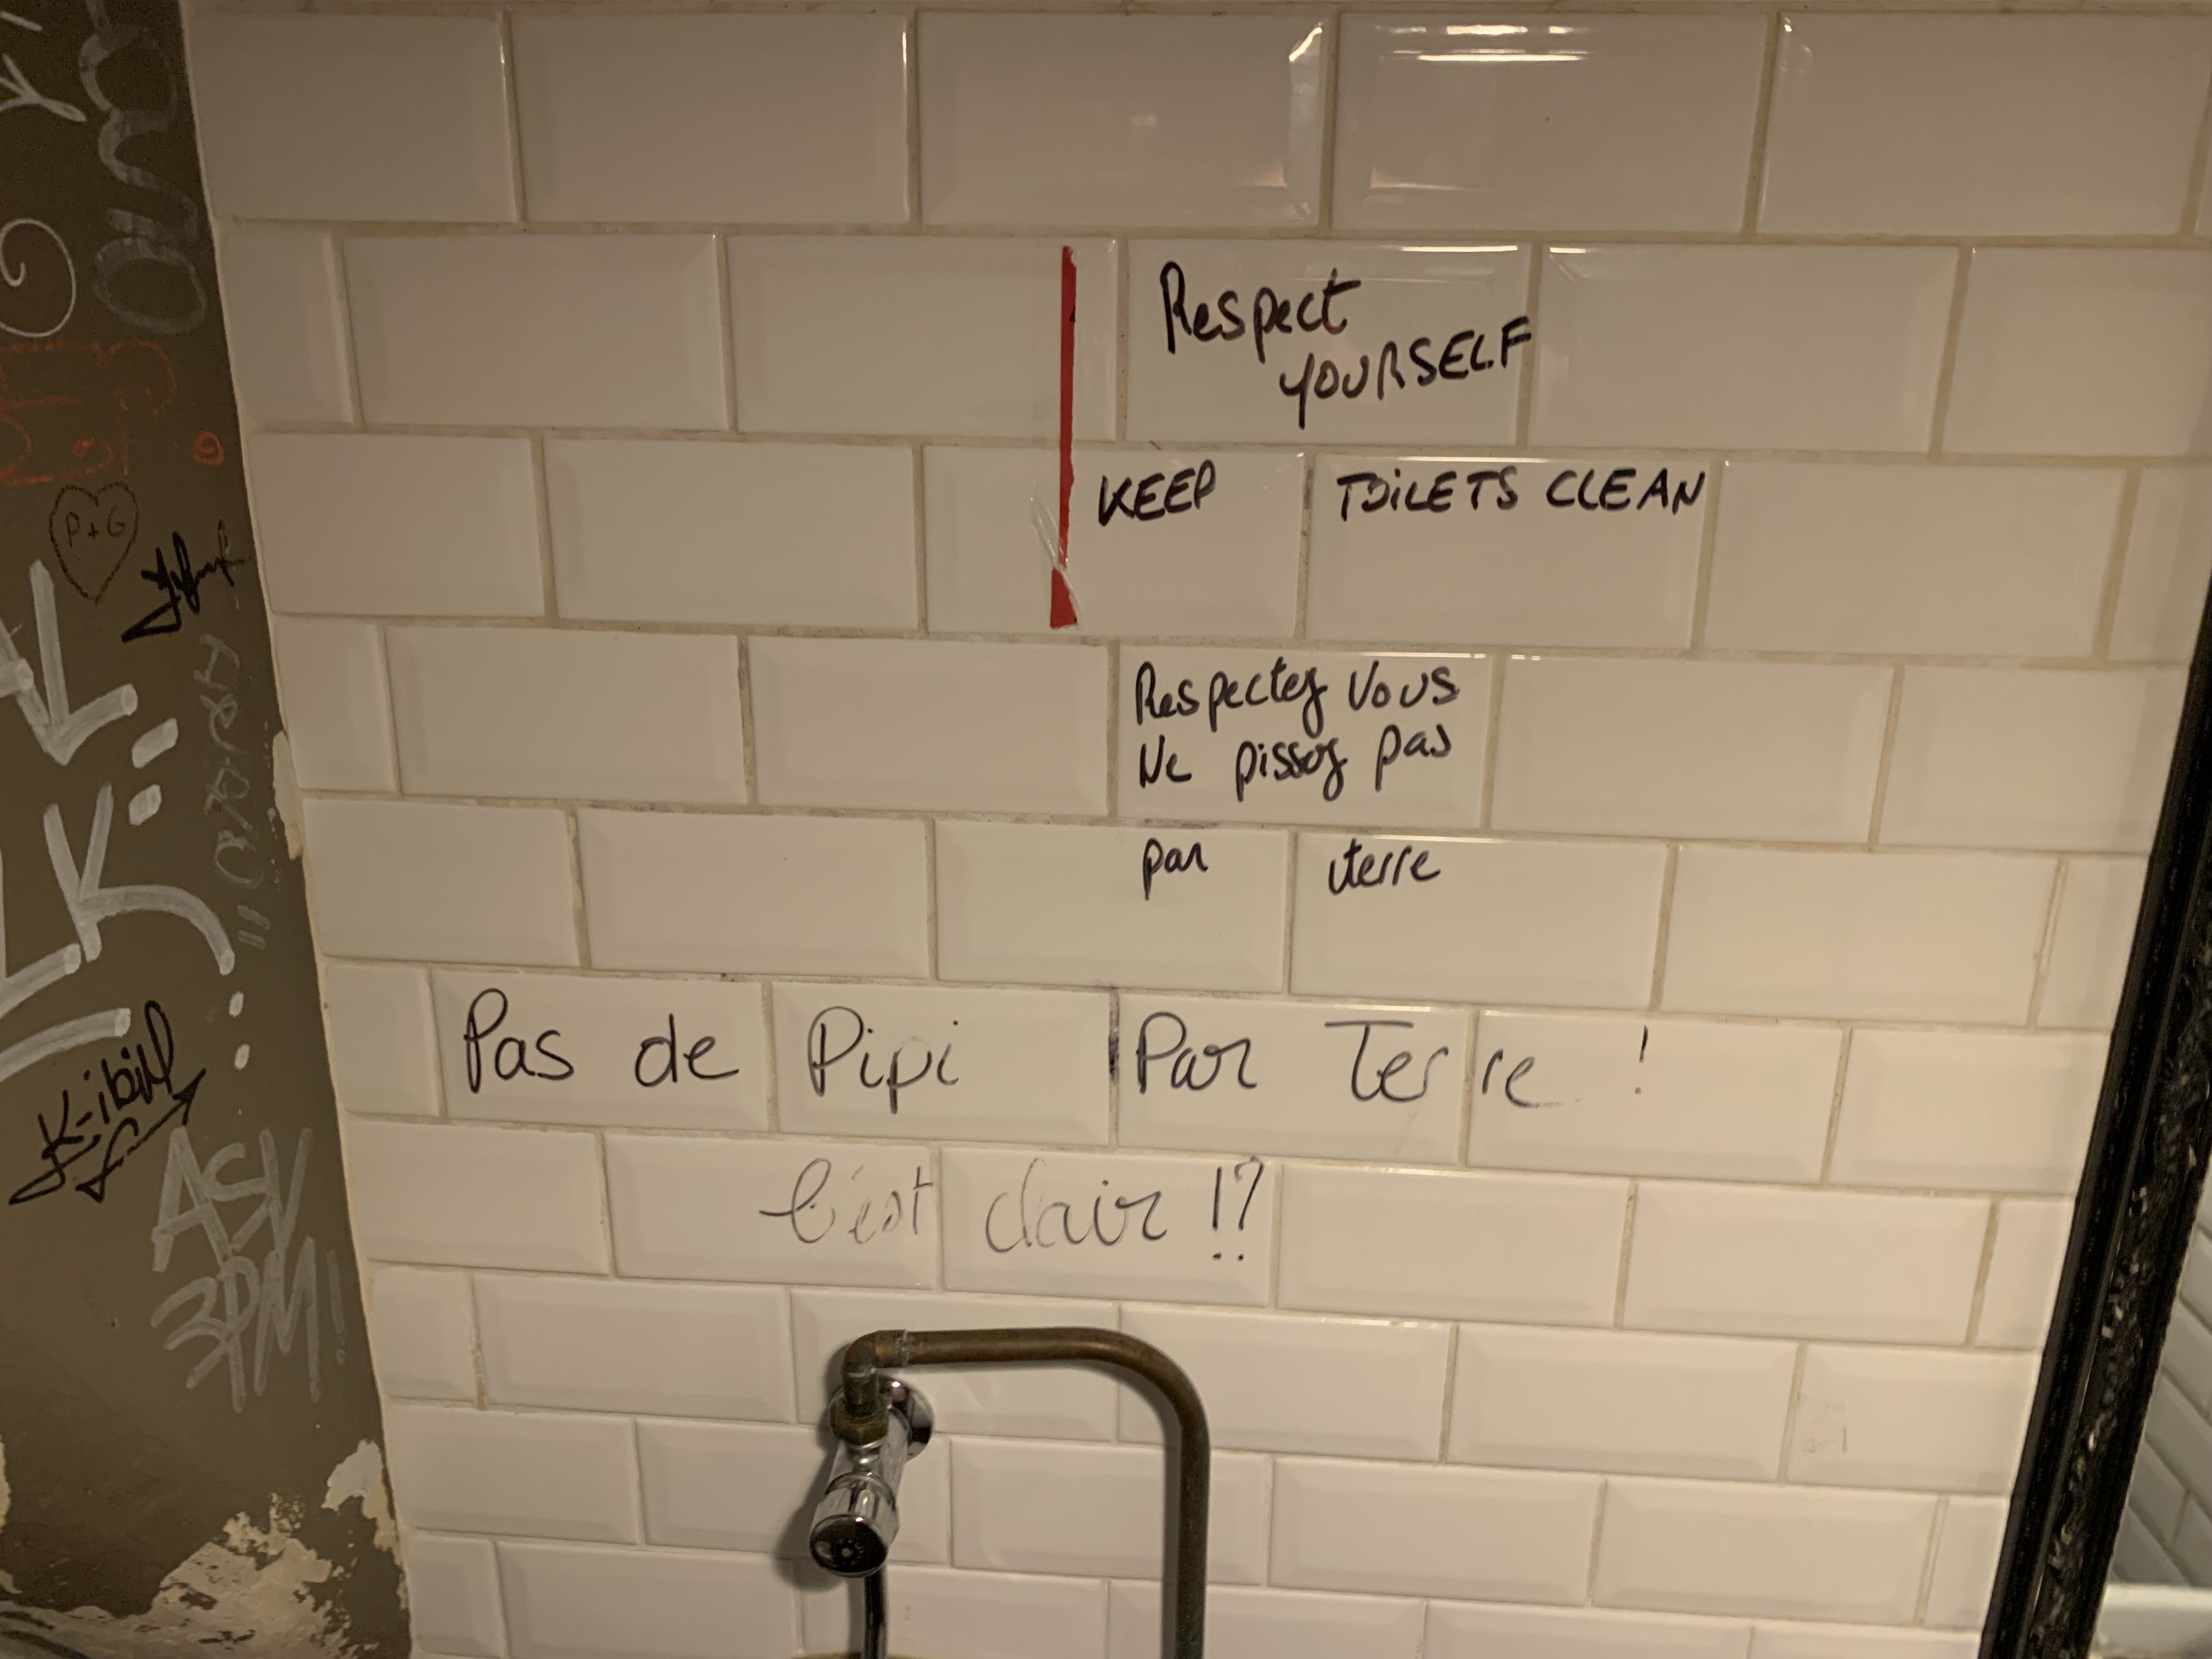 Respect
YOURSELF
KEEP TOILETS CLEAN
Respectez Vous
Ne pissez pas
par terre
Pas de Pipi Par Terre !
C'est clair !?
P+G
K-ibill
ASV
3PM!